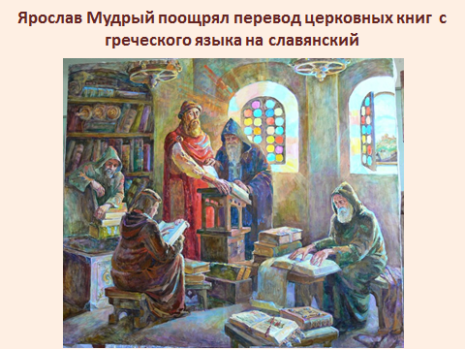 Ярослав Мудрый поощрял перевод церковных книг с
греческого языка на славянский